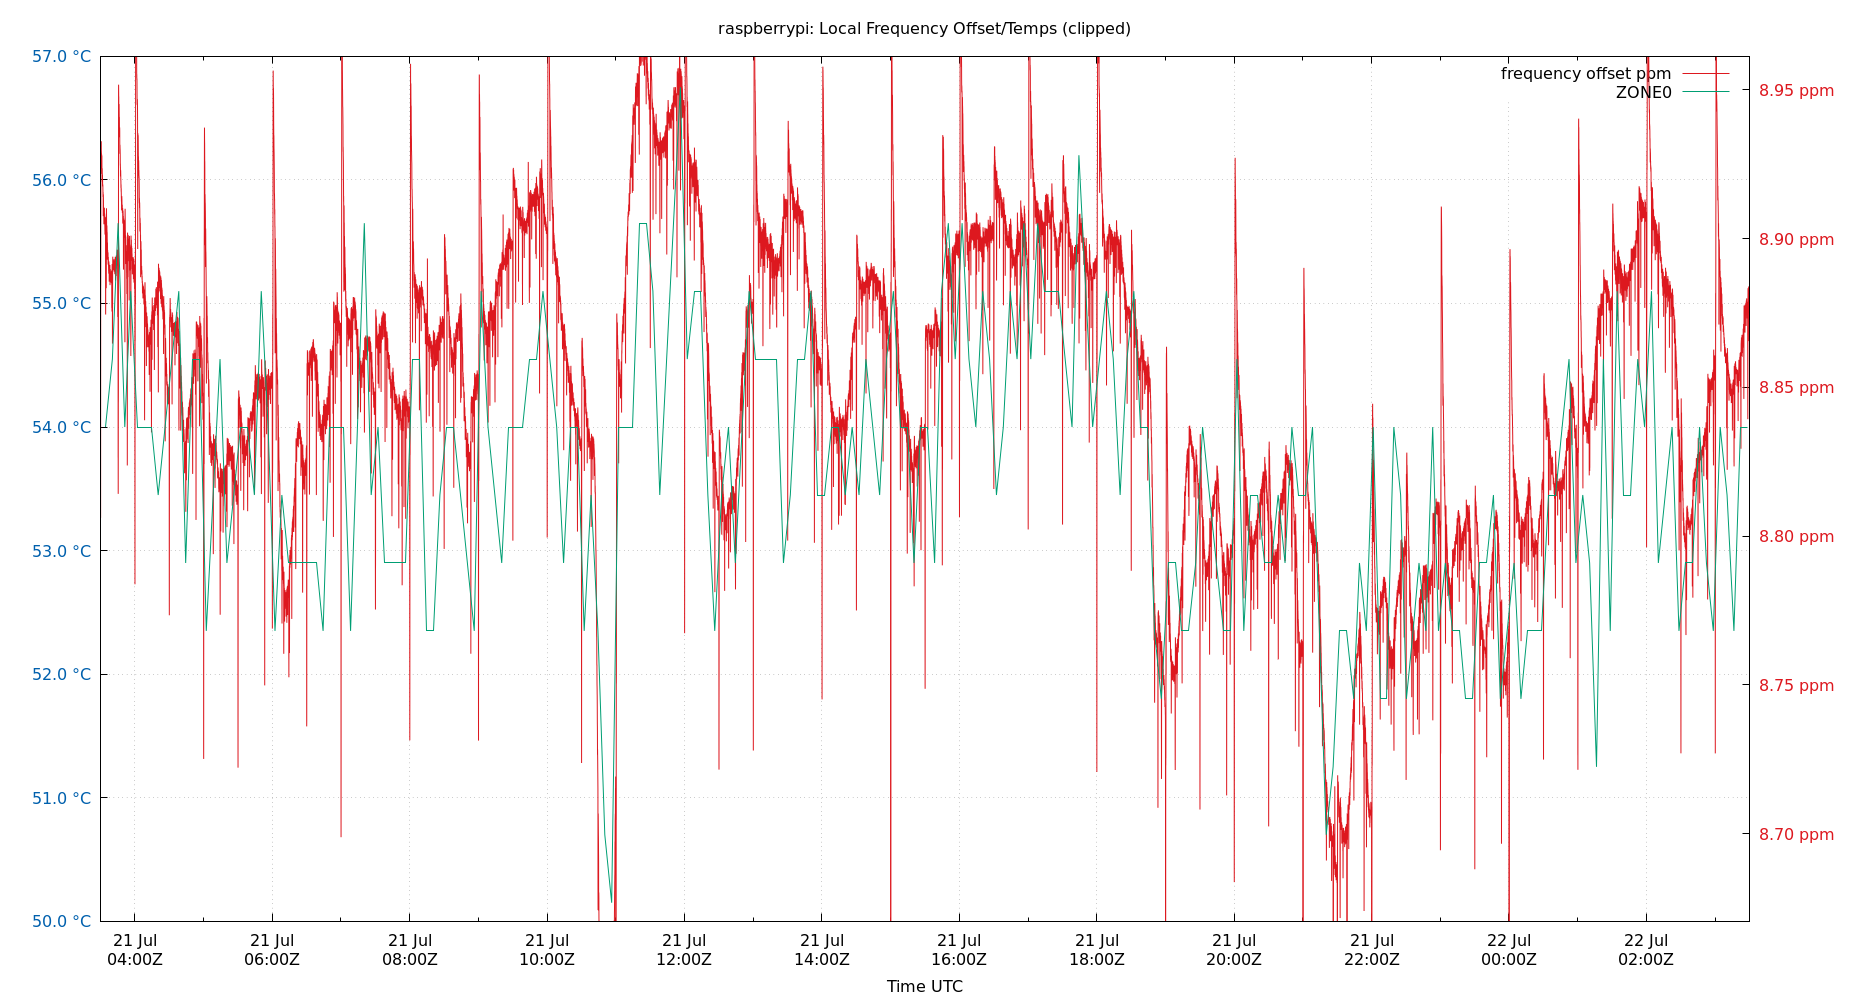 raspberrypi: Local Frequency Offset/Temps (clipped)
57.0 °C
56.0 °C
55.0 °C
54.0 °C
53.0 °C
52.0 °C
51.0 °C
50.0 °C
frequency offset ppm
ZONE0
8.95 ppm
8.90 ppm
8.85 ppm
8.80 ppm
8.75 ppm
8.70 ppm
21 Jul 21 Jul 21 Jul 21 Jul 21 Jul 21 Jul 21 Jul 21 Jul 21 Jul 21 Jul 22 Jul 22 Jul
04:00Z 06:00Z 08:00Z 10:00Z 12:00Z 14:00Z 16:00Z 18:00Z 20:00Z 22:00Z 00:00Z 02:00Z
Time UTC